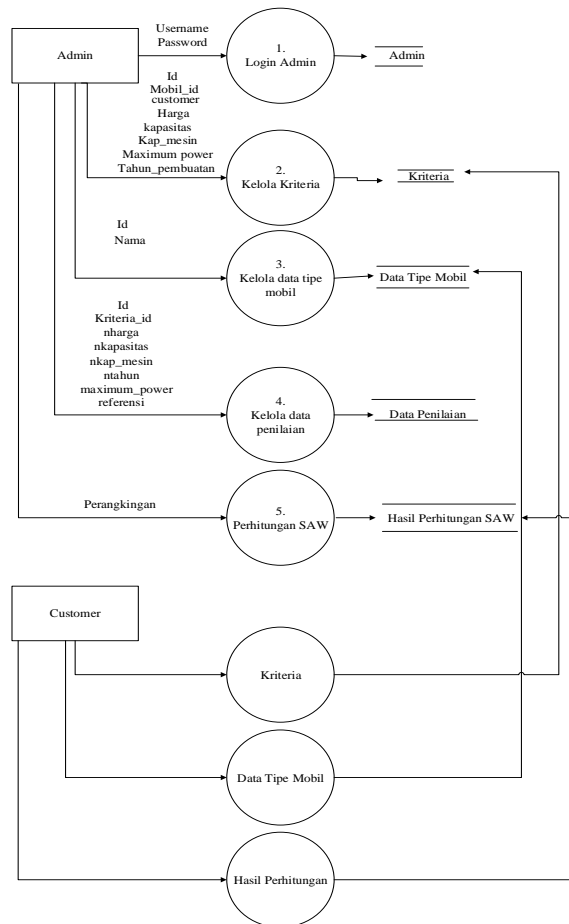 Admin
Username
Password
1.
Login Admin
Admin
Id
Mobil_id
customer
Harga
kapasitas
Kap_mesin
Maximum power
Tahun_pembuatan
2.
Kelola Kriteria
Kriteria
Id
Nama
3.
Kelola data tipe
mobil
Data Tipe Mobil
Id
Kriteria_id
nharga
nkapasitas
nkap_mesin
ntahun
maximum_power
referensi
4.
Kelola data
penilaian
Data Penilaian
Perangkingan
5.
Perhitungan SAW
Hasil Perhitungan SAW
Customer
Kriteria
Data Tipe Mobil
Hasil Perhitungan